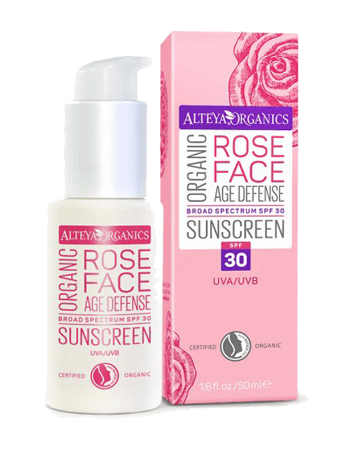 ALTEYA ORGANICS
ORGANIC
ROSE
FACE
AGE DEFENSE
BROAD SPECTRUM SPF 30
SUNSCREEN
UVA/UVB
CERTIFIED ORGANIC
ALTEYA ORGANICS
ORGANIC
ROSE
FACE
AGE DEFENSE
BROAD SPECTRUM SPF 30
SUNSCREEN
SPF
30
UVA/UVB
CERTIFIED ORGANIC
1,6 fl.oz./50ml e